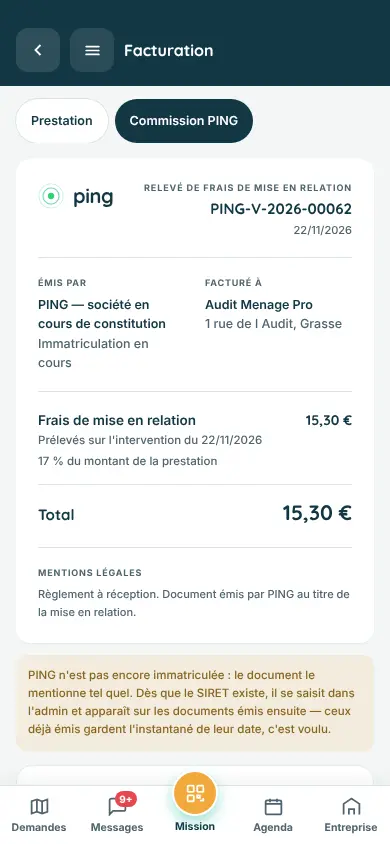 Facturation
Prestation
Commission PING
ping
RELEVÉ DE FRAIS DE MISE EN RELATION
PING-V-2026-00062
22/11/2026
ÉMIS PAR
PING — société en
cours de constitution
Immatriculation en
cours
FACTURÉ À
Audit Menage Pro
1 rue de l Audit, Grasse
Frais de mise en relation
15,30 €
Prélevés sur l'intervention du 22/11/2026
17 % du montant de la prestation
Total
15,30 €
MENTIONS LÉGALES
Règlement à réception. Document émis par PING au titre de
la mise en relation.
PING n'est pas encore immatriculée : le document le
mentionne tel quel. Dès que le SIRET existe, il se saisit dans
l'admin et apparaît sur les documents émis ensuite — ceux
déjà émis gardent l'instantané de leur date, c'est voulu.
9+
Demandes
Messages
Mission
Agenda
Entreprise